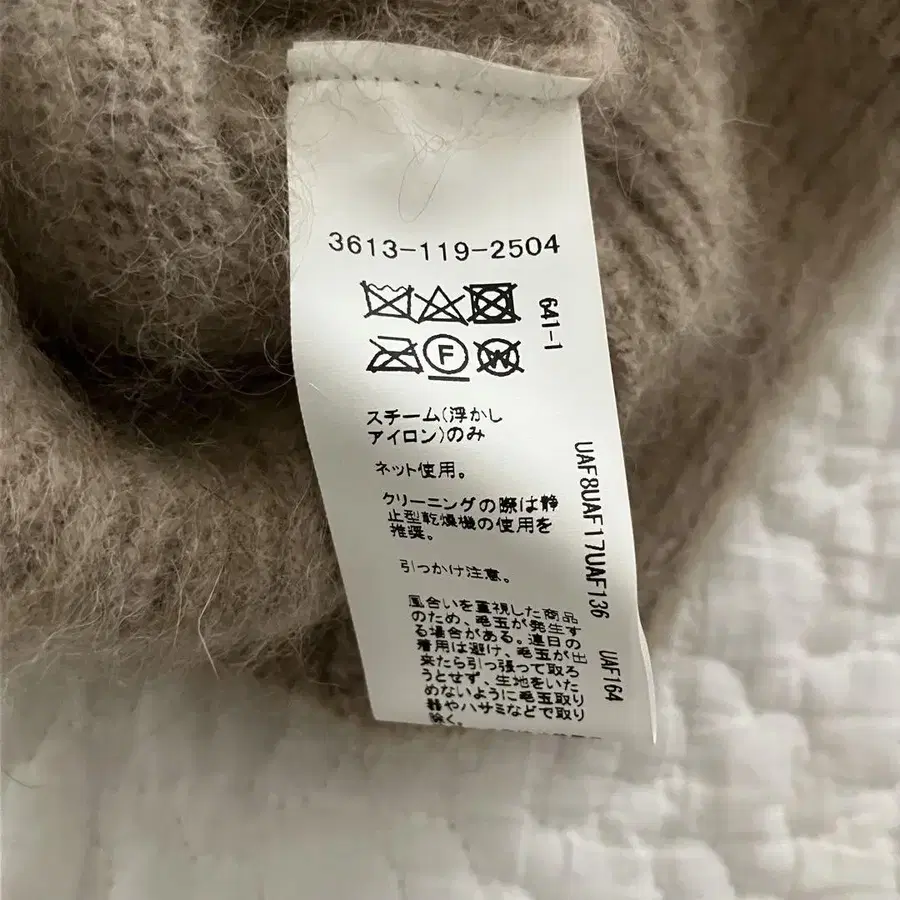 3613-119-2504
641-1
F
W
スチーム(浮かし
アイロン)のみ
ネット使用。
クリーニングの際は静
止型乾燥機の使用を
推奨。
引っかけ注意。
風合いを重視した商品
のため、毛玉が発生す
る場合がある。連日の
着用は避け、毛玉が出
来たら引っ張って取ろ
うとせず、生地をいた
めないように毛玉取り
器やハサミなどで取り
除く。
UAF8UAF17UAF136
UAF164